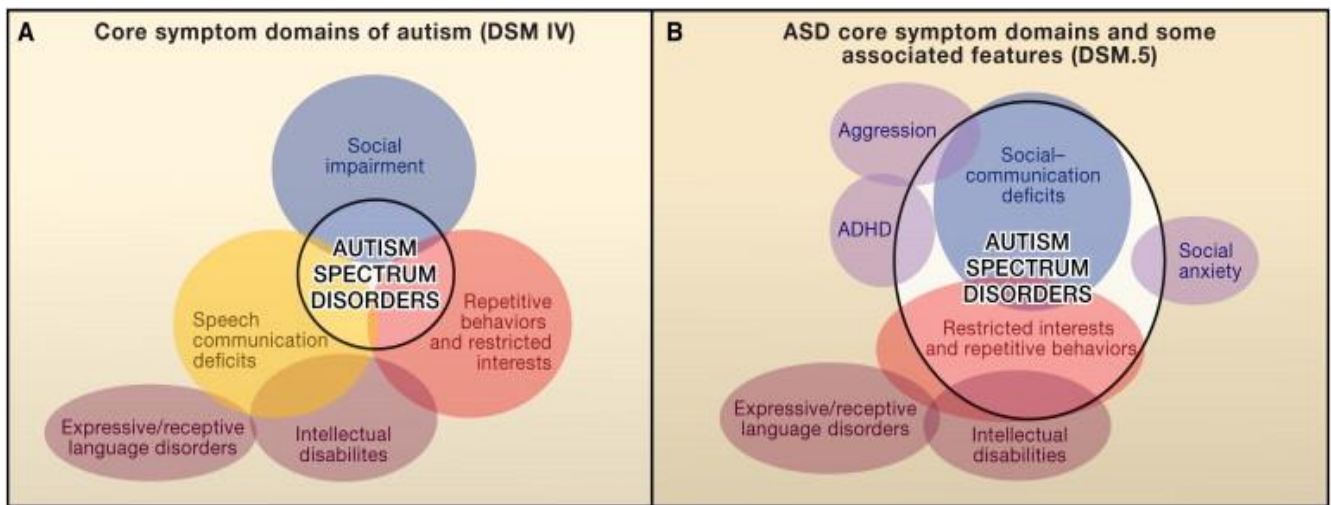 A
Core symptom domains of autism (DSM IV)
Social
impairment
AUTISM
SPECTRUM
DISORDERS
Speech
communication
deficits
Repetitive
behaviors
and restricted
interests
Expressive/receptive
language disorders
Intellectual
disabilites
B
ASD core symptom domains and some
associated features (DSM.5)
Aggression
Social–
communication
deficits
ADHD
AUTISM
SPECTRUM
DISORDERS
Social
anxiety
Restricted interests
and repetitive behaviors
Expressive/receptive
language disorders
Intellectual
disabilities